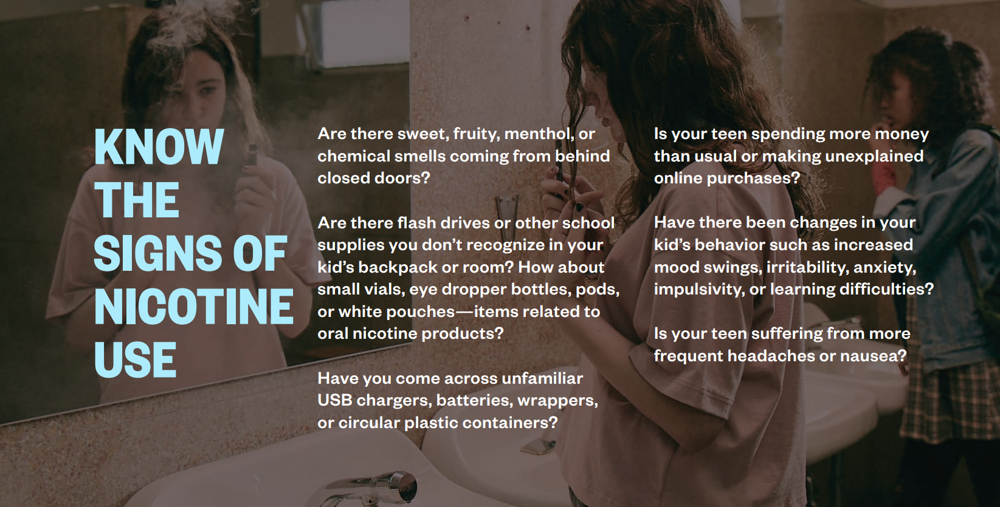 KNOW
THE
SIGNS OF
NICOTINE
USE
Are there sweet, fruity, menthol, or
chemical smells coming from behind
closed doors?
Are there flash drives or other school
supplies you don’t recognize in your
kid’s backpack or room? How about
small vials, eye dropper bottles, pods,
or white pouches—items related to
oral nicotine products?
Have you come across unfamiliar
USB chargers, batteries, wrappers,
or circular plastic containers?
Is your teen spending more money
than usual or making unexplained
online purchases?
Have there been changes in your
kid’s behavior such as increased
mood swings, irritability, anxiety,
impulsivity, or learning difficulties?
Is your teen suffering from more
frequent headaches or nausea?